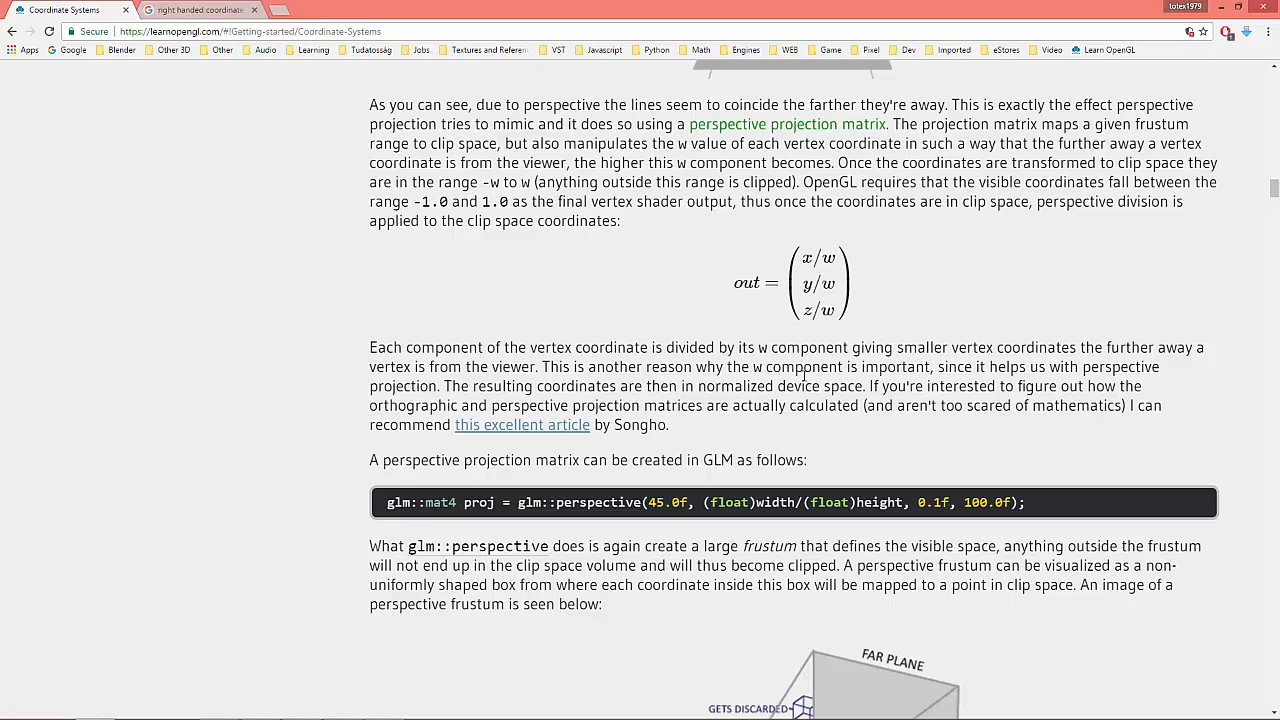 Coordinate Systems
right handed coordinate
lotex1979
Secure
https://learnopengl.com/#!Getting-started/Coordinate-Systems
Apps Google Blender Other 3D Other Audio Learning Tudatosság Jobs Textures and Referen VST Javascript Python Math Engines WEB Game Pixel Dev Imported eStores Video Learn OpenGL
As you can see, due to perspective the lines seem to coincide the farther they're away. This is exactly the effect perspective
projection tries to mimic and it does so using a perspective projection matrix. The projection matrix maps a given frustum
range to clip space, but also manipulates the w value of each vertex coordinate in such a way that the further away a vertex
coordinate is from the viewer, the higher this w component becomes. Once the coordinates are transformed to clip space they
are in the range -w to w (anything outside this range is clipped). OpenGL requires that the visible coordinates fall between the
range -1.0 and 1.0 as the final vertex shader output, thus once the coordinates are in clip space, perspective division is
applied to the clip space coordinates:
x/w
out = y/w
z/w
Each component of the vertex coordinate is divided by its w component giving smaller vertex coordinates the further away a
vertex is from the viewer. This is another reason why the w component is important, since it helps us with perspective
projection. The resulting coordinates are then in normalized device space. If you're interested to figure out how the
orthographic and perspective projection matrices are actually calculated (and aren't too scared of mathematics) I can
recommend this excellent article by Songho.
A perspective projection matrix can be created in GLM as follows:
glm::mat4 proj = glm::perspective(45.0f, (float)width/(float)height, 0.1f, 100.0f);
What glm::perspective does is again create a large frustum that defines the visible space, anything outside the frustum
will not end up in the clip space volume and will thus become clipped. A perspective frustum can be visualized as a non-
uniformly shaped box from where each coordinate inside this box will be mapped to a point in clip space. An image of a
perspective frustum is seen below:
FAR PLANE
GETS DISCARDED